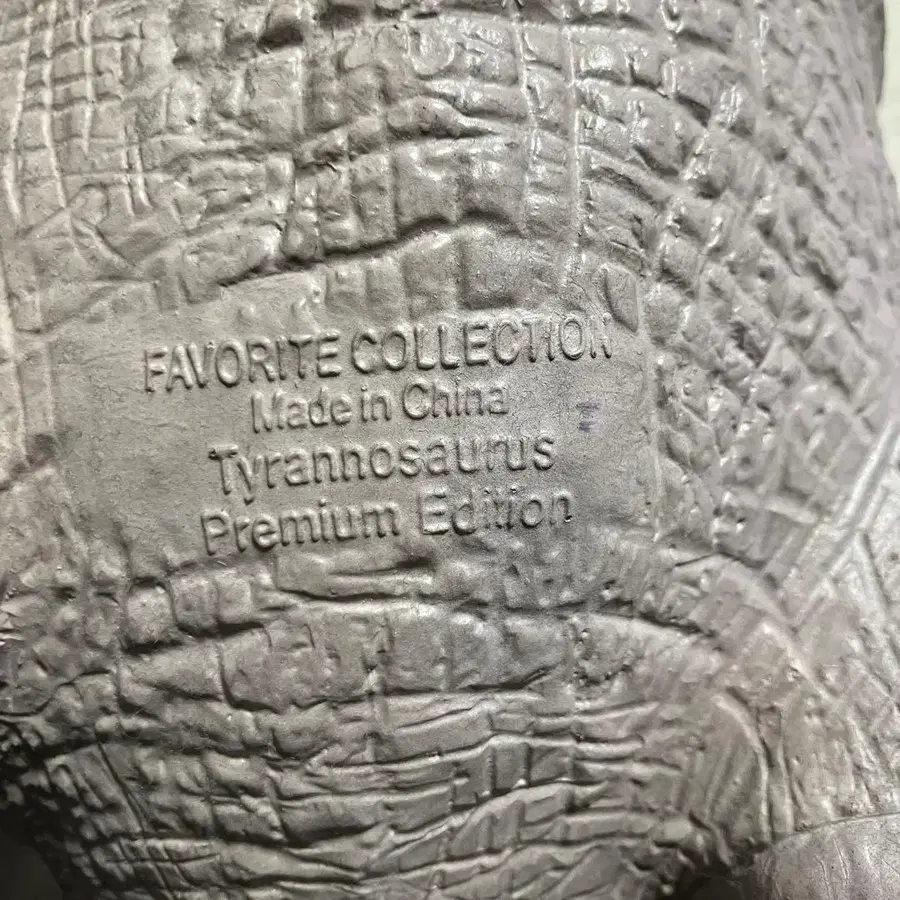 FAVORITE COLLECTION
Made in China
Tyrannosaurus
Premium Edition